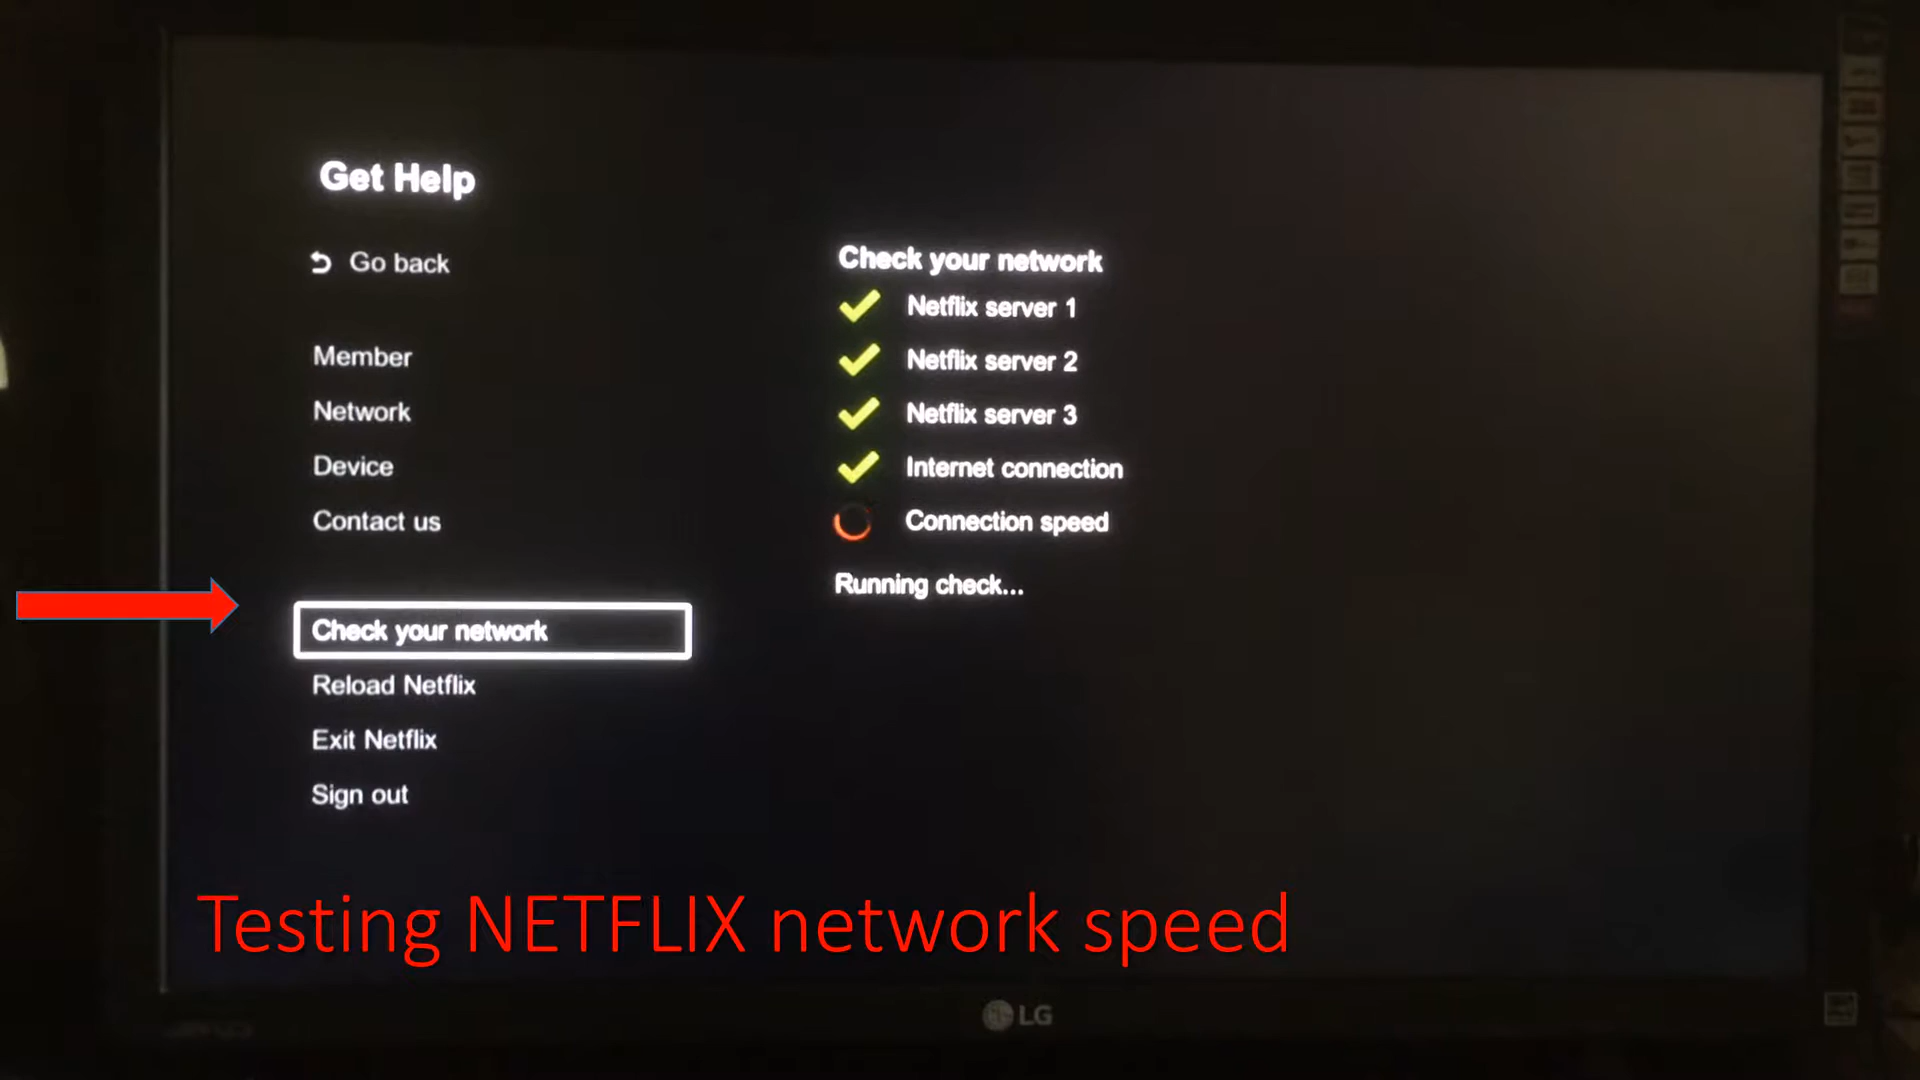 Get Help
Go back
Member
Network
Device
Contact us
Check your network
Reload Netflix
Exit Netflix
Sign out
Check your network
Netflix server 1
Netflix server 2
Netflix server 3
Internet connection
Connection speed
Running check...
Testing NETFLIX network speed
LG